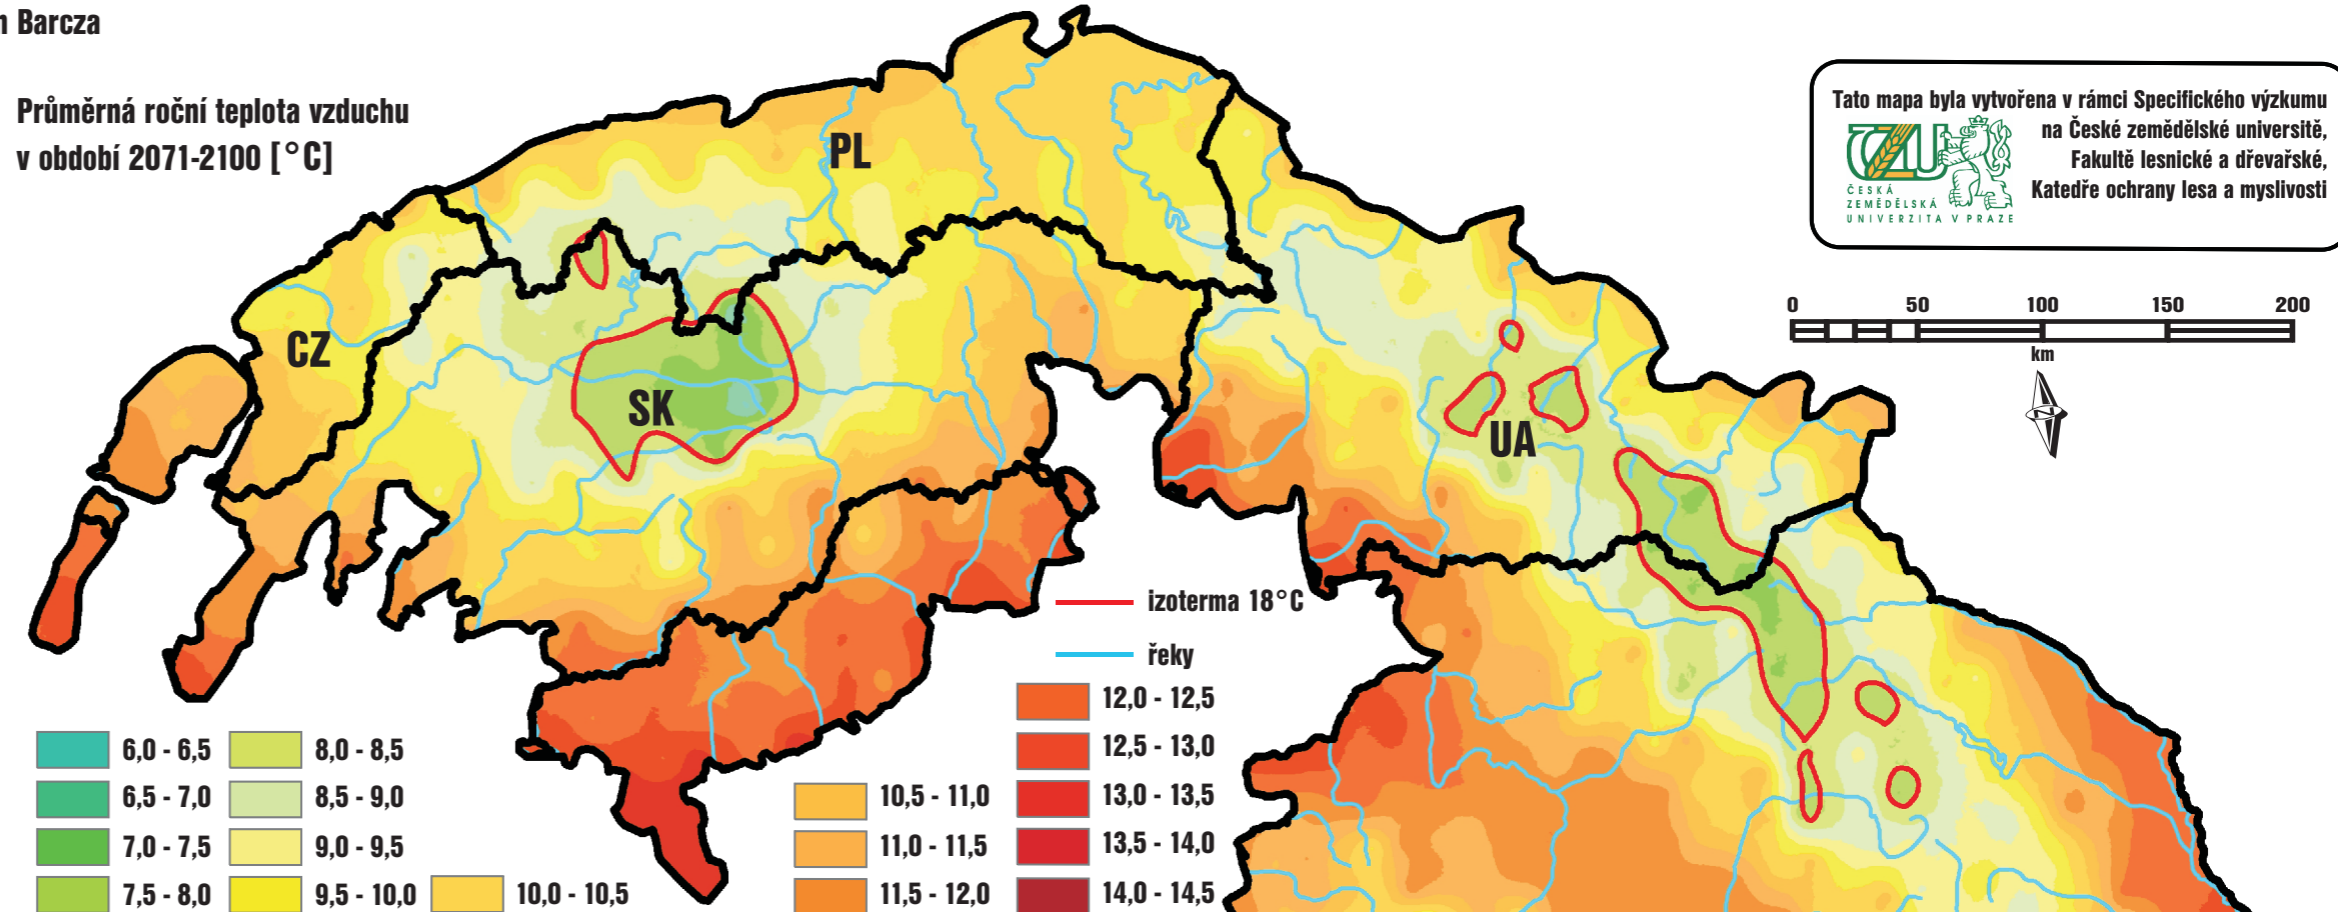 Barcza
Průměrná roční teplota vzduchu
v období 2071-2100 [°C]
Tato mapa byla vytvořena v rámci Specifického výzkumu
na České zemědělské universitě,
Fakultě lesnické a dřevařské,
Katedře ochrany lesa a myslivosti
ČZU
ČESKÁ
ZEMĚDĚLSKÁ
UNIVERZITA V PRAZE
0 50 100 150 200
km
PL
CZ
SK
UA
izoterma 18°C
řeky
6,0 - 6,5
6,5 - 7,0
7,0 - 7,5
7,5 - 8,0
8,0 - 8,5
8,5 - 9,0
9,0 - 9,5
9,5 - 10,0
10,0 - 10,5
10,5 - 11,0
11,0 - 11,5
11,5 - 12,0
12,0 - 12,5
12,5 - 13,0
13,0 - 13,5
13,5 - 14,0
14,0 - 14,5